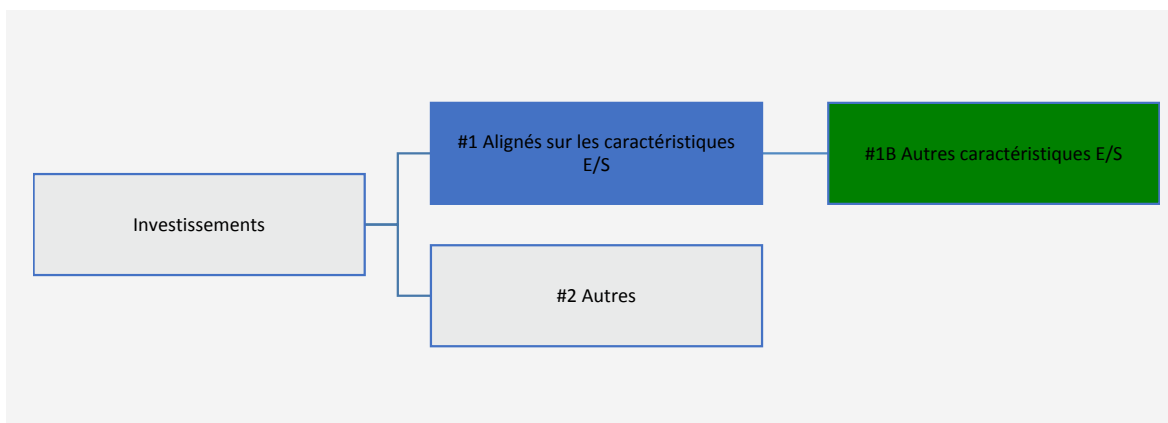 #1 Alignés sur les caractéristiques
E/S
#1B Autres caractéristiques E/S
Investissements
#2 Autres